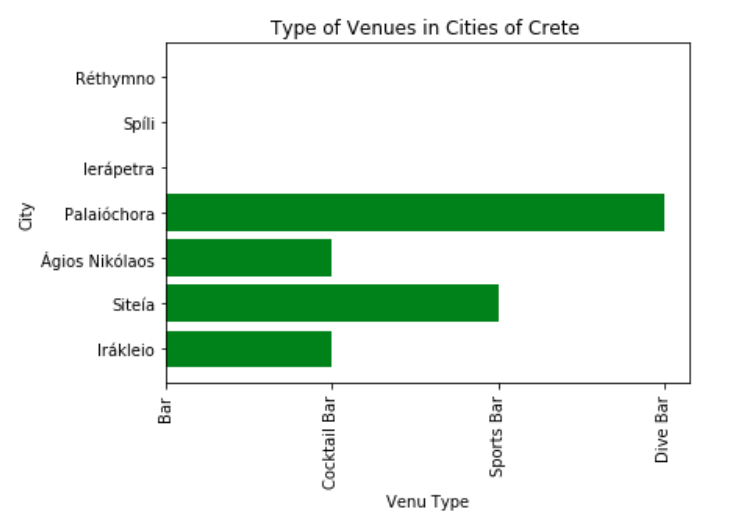 Type of Venues in Cities of Crete
Réthymno
Spíli
Ierápetra
Palaióchora
Ágios Nikólaos
Siteía
Irákleio
City
Bar
Cocktail Bar
Sports Bar
Dive Bar
Venu Type